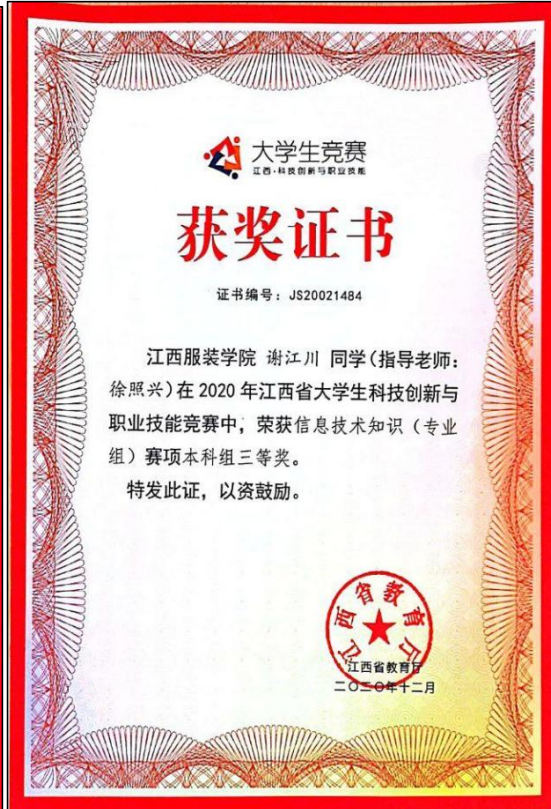 大学生竞赛
江西·科技创新与职业技能
获奖证书
证书编号：JS20021484
江西服装学院 谢江川 同学（指导老师：
徐照兴）在 2020 年江西省大学生科技创新与
职业技能竞赛中，荣获信息技术知识（专业
组）赛项本科组三等奖。
特发此证，以资鼓励。
江西省教育厅
江西省教育厅
二〇二〇年十二月